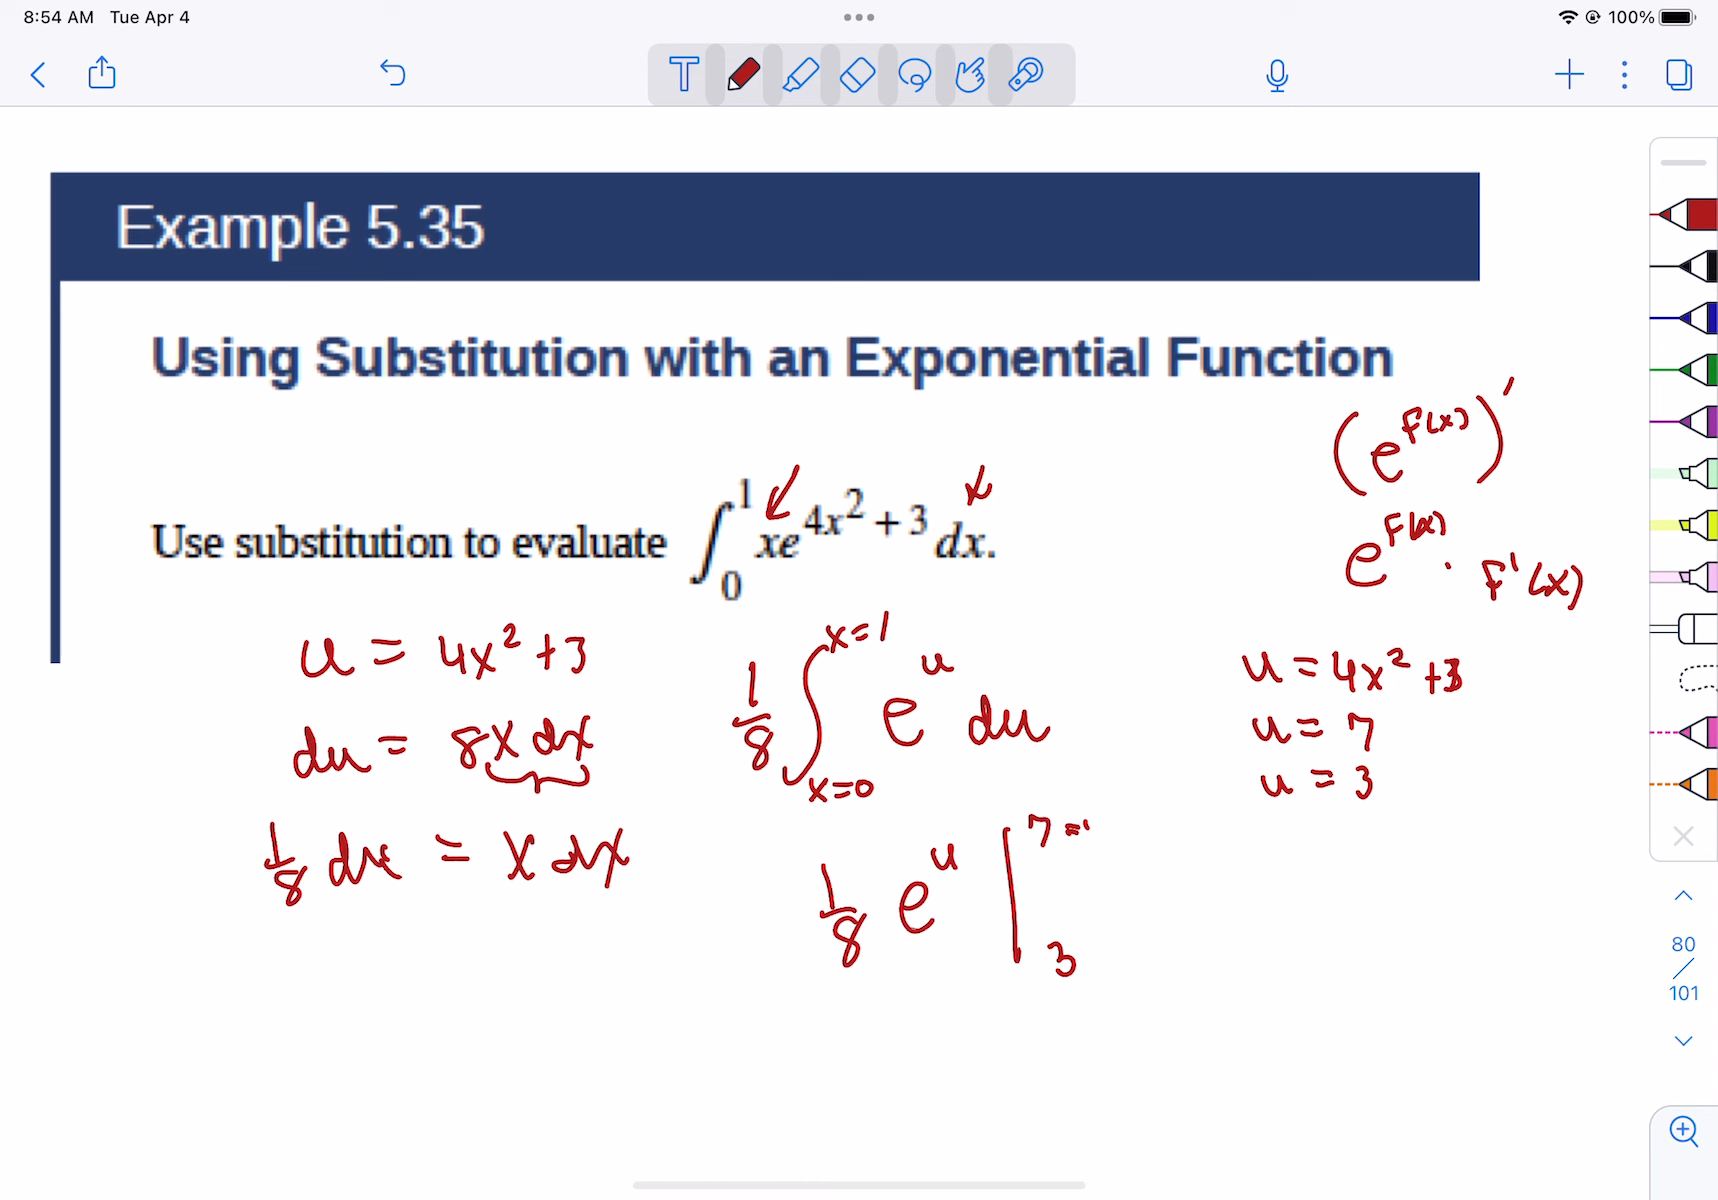 8:54 AM Tue Apr 4
100%
Example 5.35
Using Substitution with an Exponential Function
Use substitution to evaluate ∫₀¹ xe^(4x² + 3) dx.
(e^f(x))'
e^f(x) · f'(x)
u = 4x² + 3
du = 8x dx
1/8 du = x dx
1/8 ∫_(x=0)^(x=1) e^u du
1/8 e^u |_3^7
u = 4x² + 3
u = 7
u = 3
80
/
101